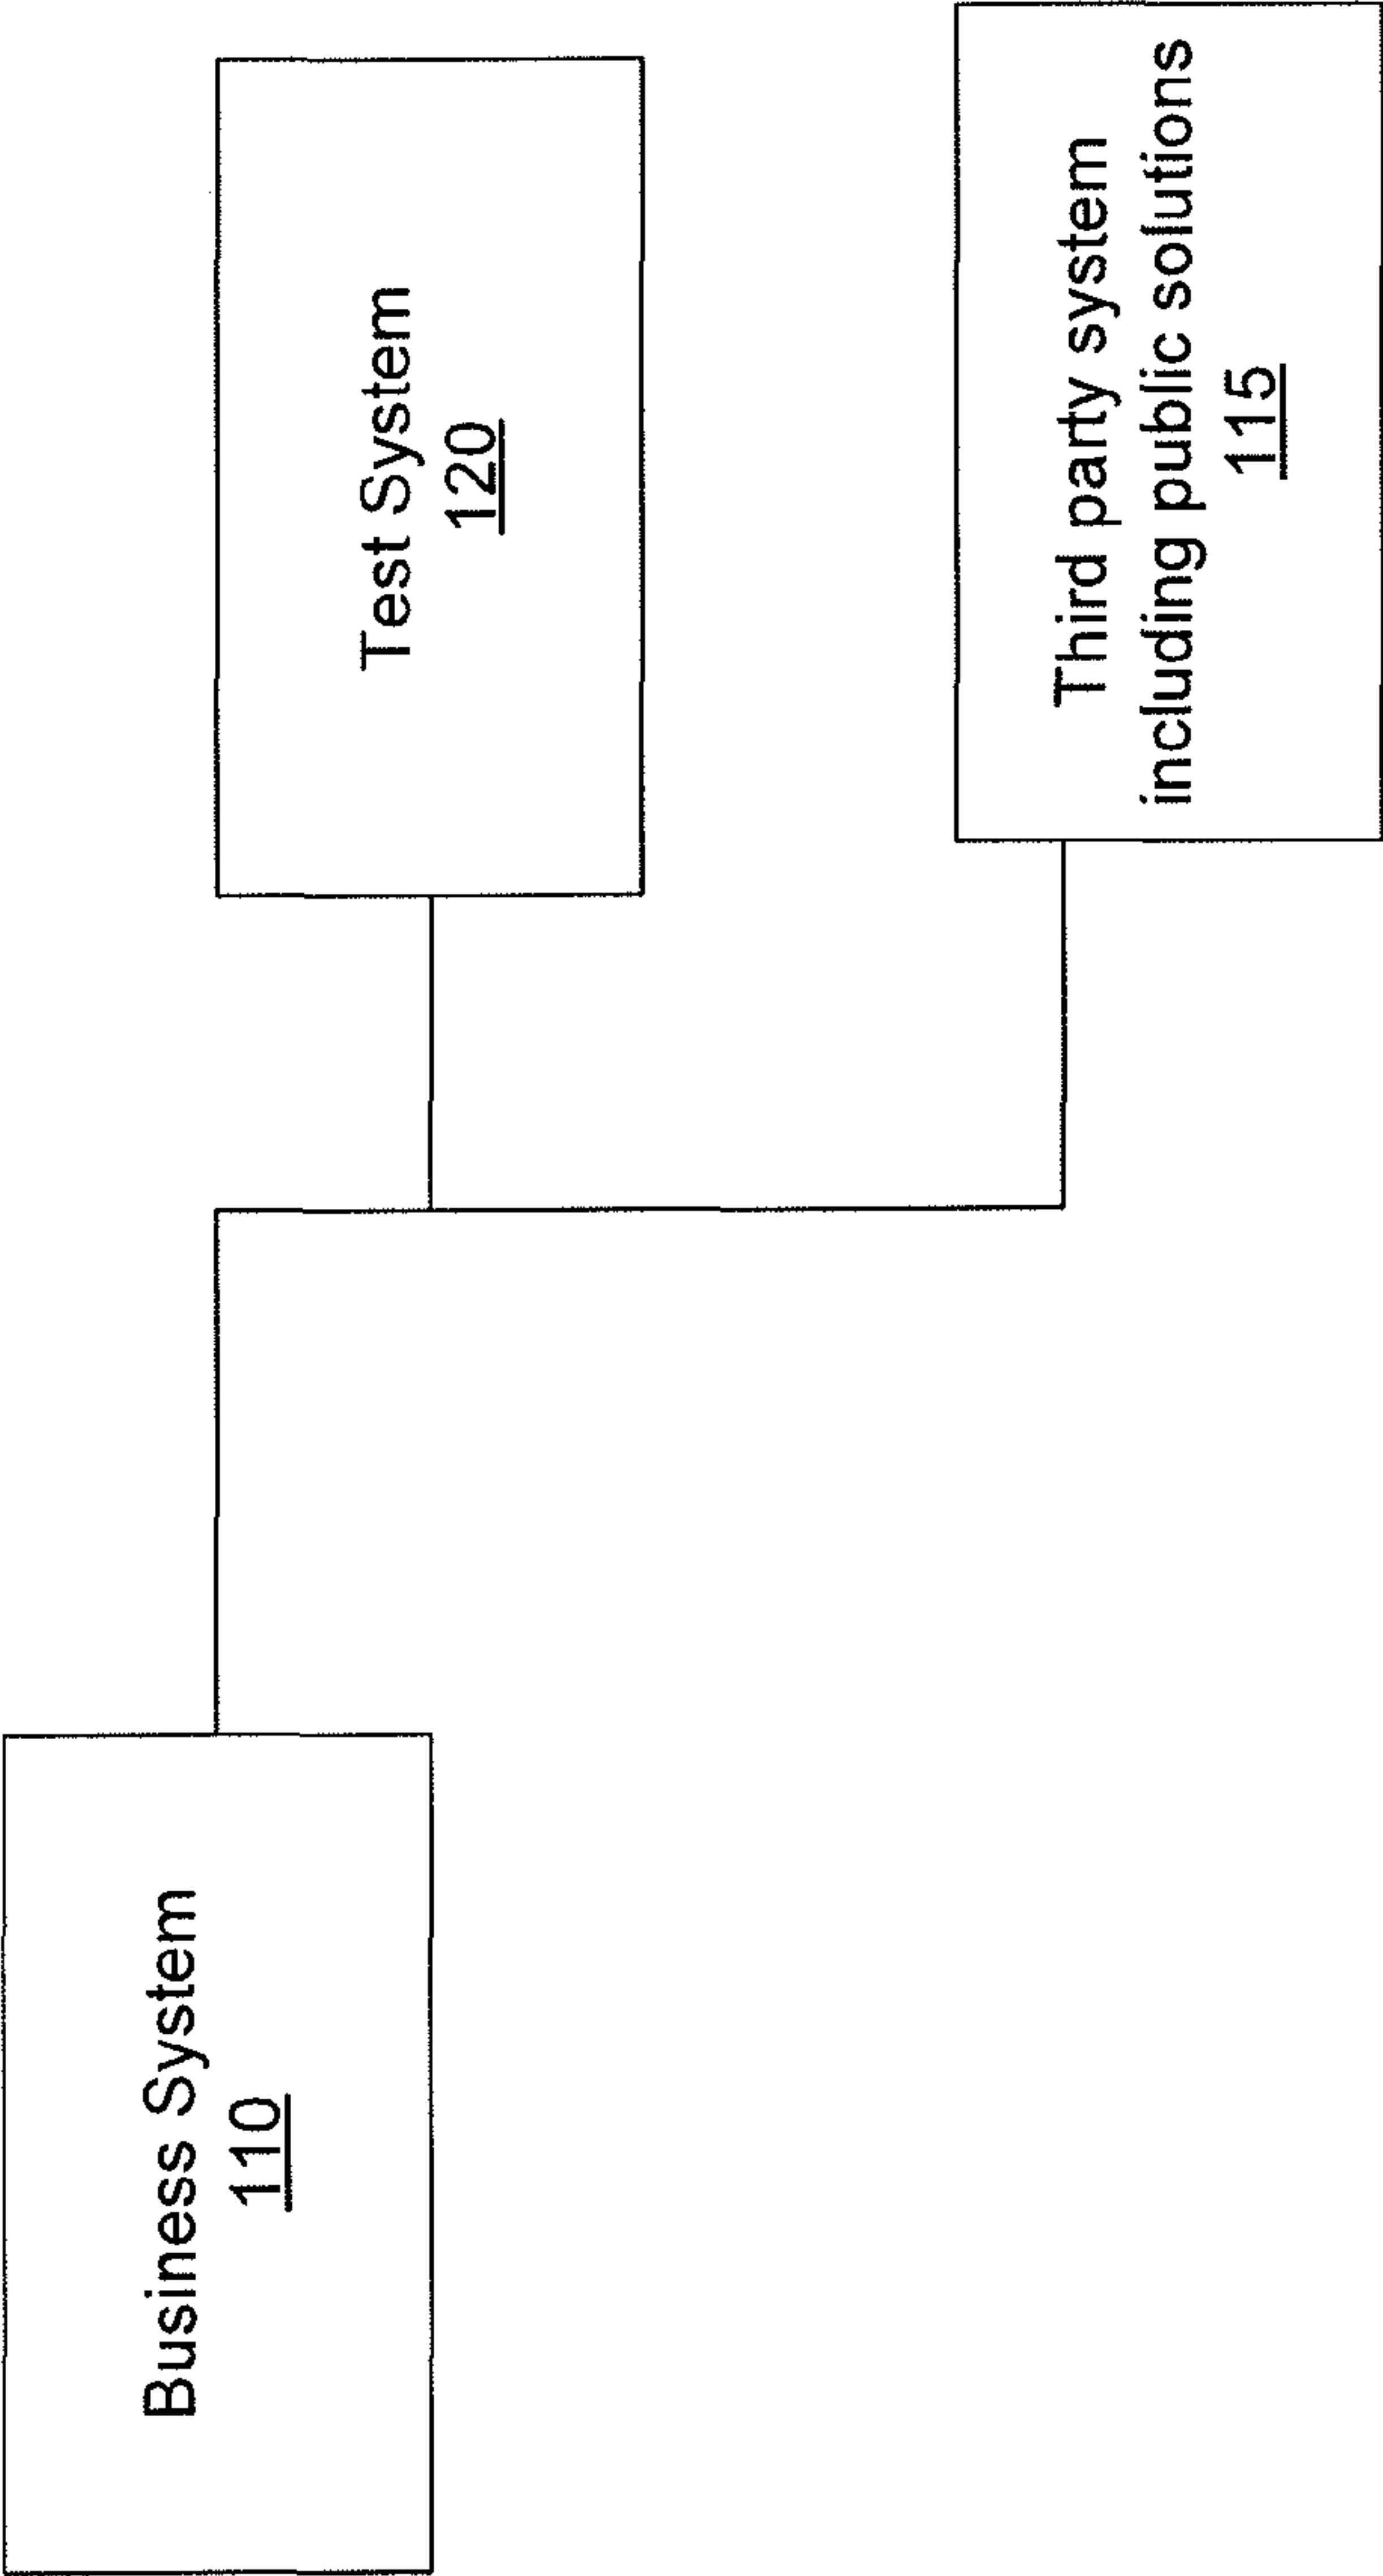 Business System
110
Test System
120
Third party system
including public solutions
115